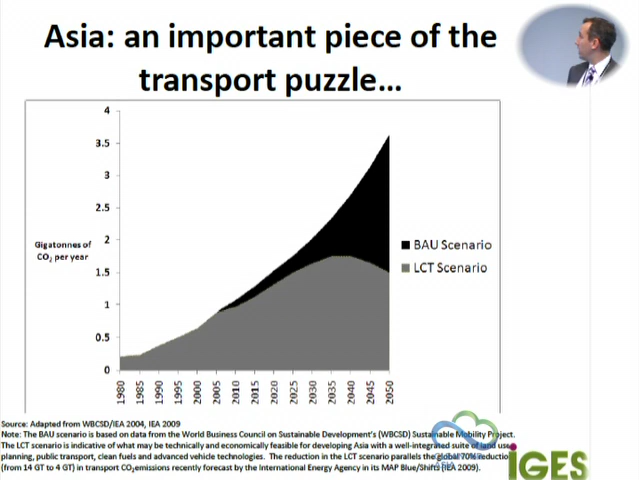 Asia: an important piece of the
transport puzzle...
4
3.5
3
2.5
2
1.5
1
0.5
0
Gigatonnes of
CO₂ per year
BAU Scenario
LCT Scenario
1980
1985
1990
1995
2000
2005
2010
2015
2020
2025
2030
2035
2040
2045
2050
Source: Adapted from WBCSD/IEA 2004, IEA 2009
Note: The BAU scenario is based on data from the World Business Council on Sustainable Development's (WBCSD) Sustainable Mobility Project.
The LCT scenario is indicative of what may be technically and economically feasible for developing Asia with a well-integrated suite of land use
planning, public transport, clean fuels and advanced vehicle technologies. The reduction in the LCT scenario parallels the global 70% reductio
(from 14 GT to 4 GT) in transport CO₂emissions recently forecast by the International Energy Agency in its MAP Blue/Shifts (IEA 2009).
IGES